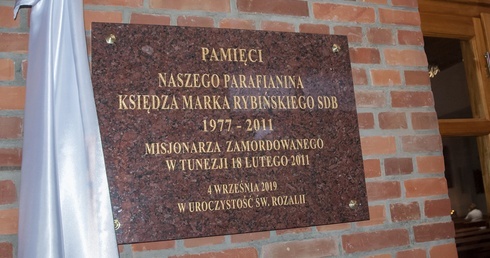 PAMIĘCI
NASZEGO PARAFIANINA
KSIĘDZA MARKA RYBIŃSKIEGO SDB
1977 - 2011
MISJONARZA ZAMORDOWANEGO
W TUNEZJI 18 LUTEGO 2011
4 WRZEŚNIA 2019
W UROCZYSTOŚĆ ŚW. ROZALII